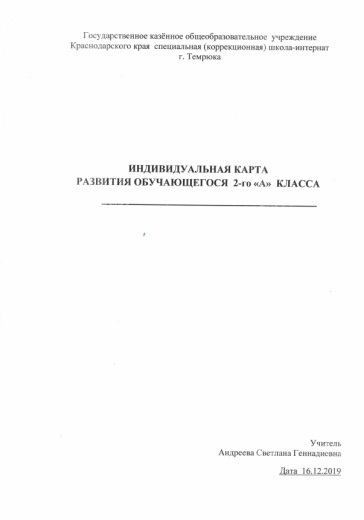 Государственное казённое общеобразовательное учреждение
Краснодарского края специальная (коррекционная) школа-интернат
г. Темрюка
ИНДИВИДУАЛЬНАЯ КАРТА
РАЗВИТИЯ ОБУЧАЮЩЕГОСЯ 2-го «А» КЛАССА
Учитель
Андреева Светлана Геннадиевна
Дата 16.12.2019